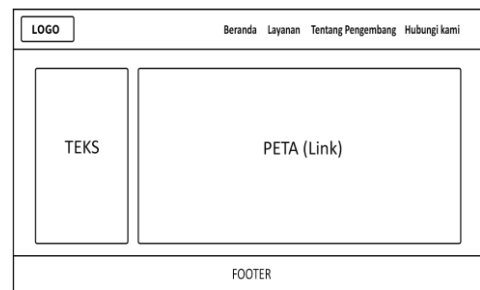 LOGO
Beranda Layanan Tentang Pengembang Hubungi kami
TEKS
PETA (Link)
FOOTER